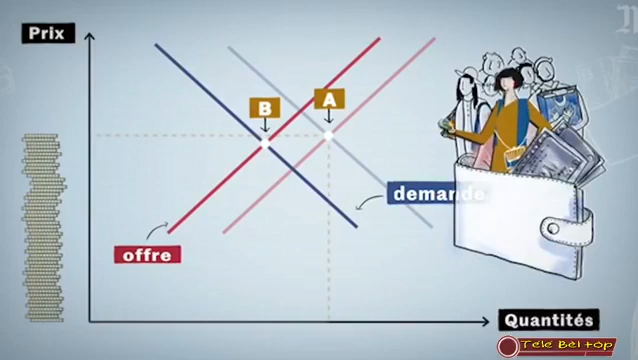 Prix
B
A
demande
offre
Quantités
Télé Bel top